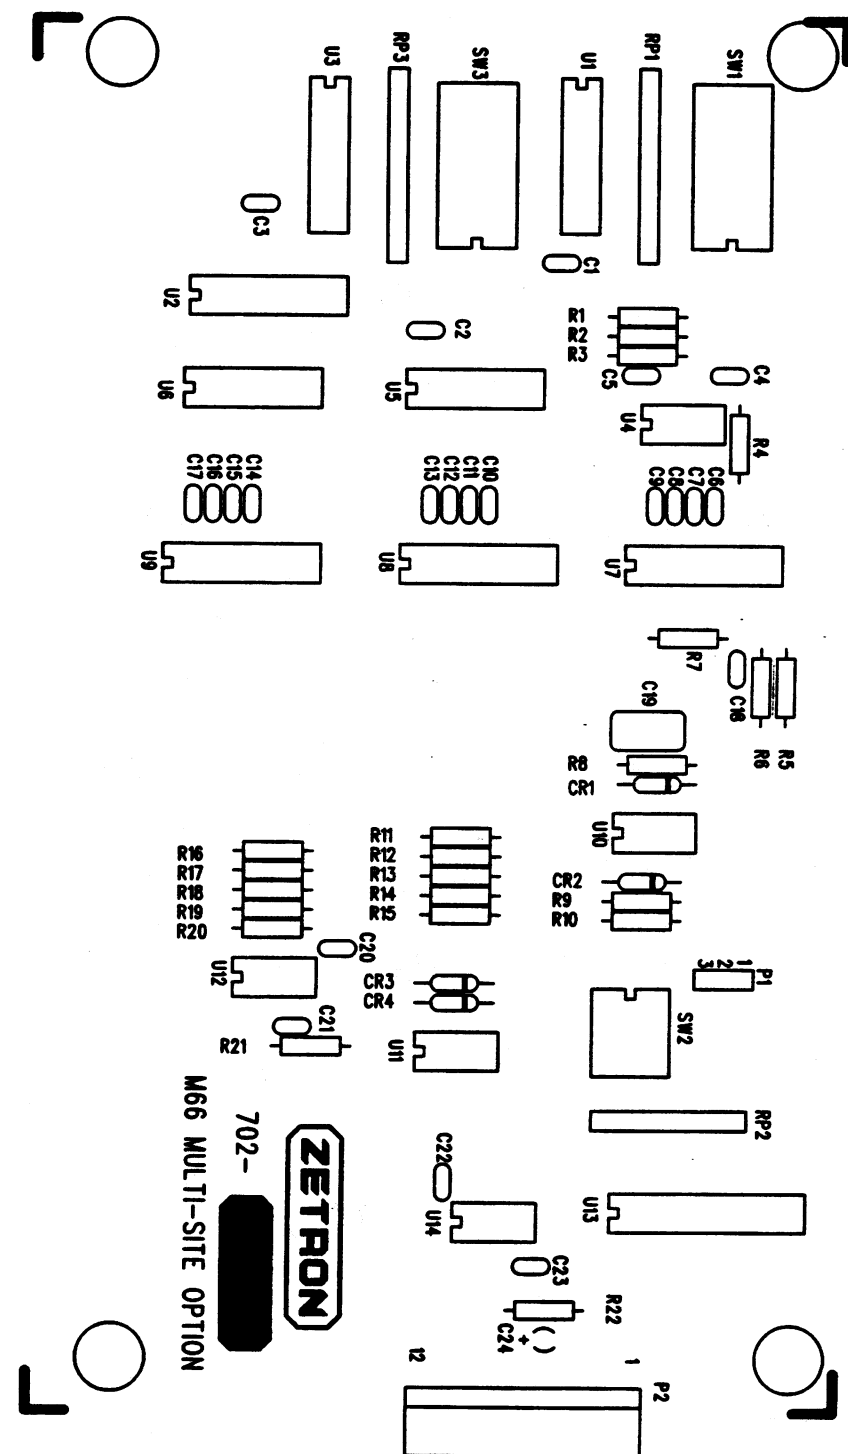 U3
RP3
SW3
U1
RP1
SW1
C3
C1
U2
C2
R1
R2
R3
C5
C4
U6
U5
U4
R4
C17
C16
C15
C14
C13
C12
C11
C10
C9
C8
C7
C6
U9
U8
U7
R7
C18
C19
R6
R5
R8
CR1
U10
R11
R12
R13
R14
R15
R16
R17
R18
R19
R20
CR2
R9
R10
C20
U12
CR3
CR4
3 2 1
P1
SW2
C21
R21
U11
RP2
M66 MULTI-SITE OPTION
702-
ZETRON
C22
U14
U13
C23
R22
C24
+
( )
12
1
P2